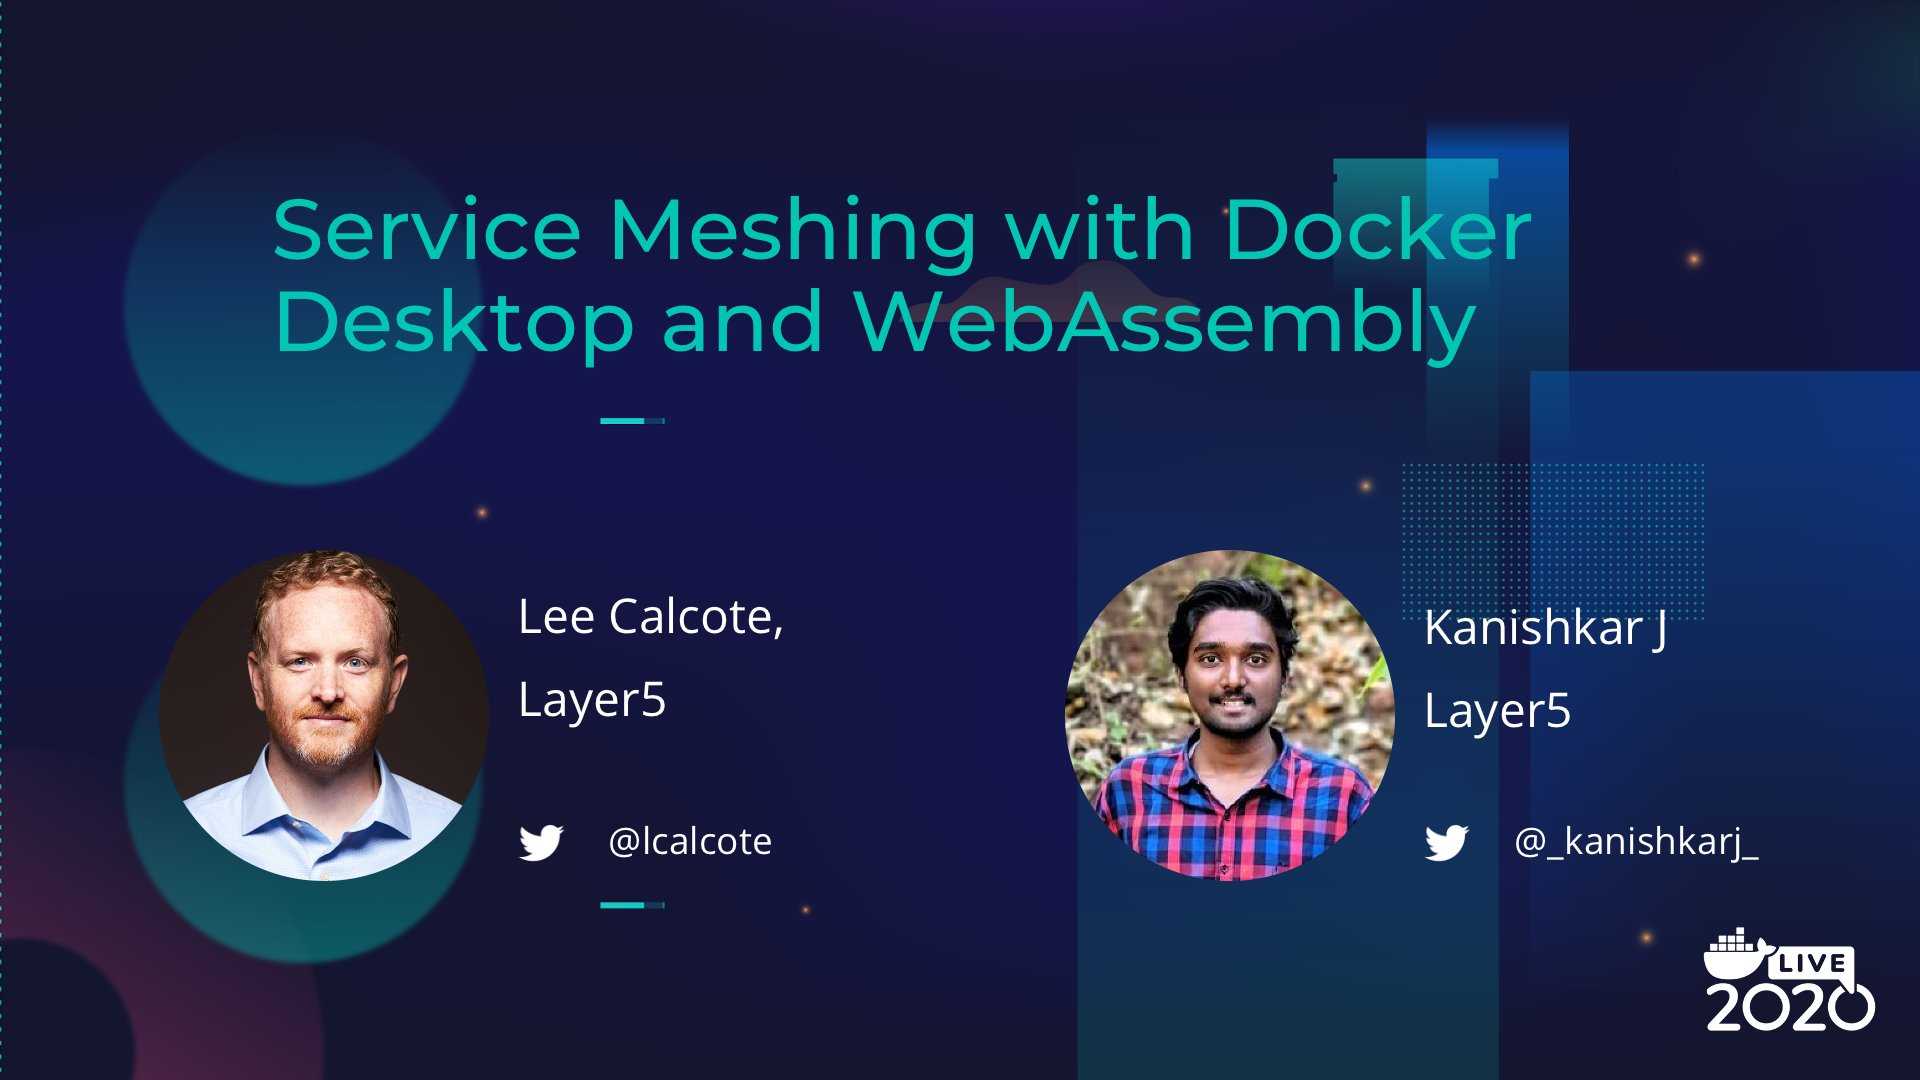 Service Meshing with Docker
Desktop and WebAssembly
Lee Calcote,
Layer5
@lcalcote
Kanishkar J
Layer5
@_kanishkarj_
LIVE
2020